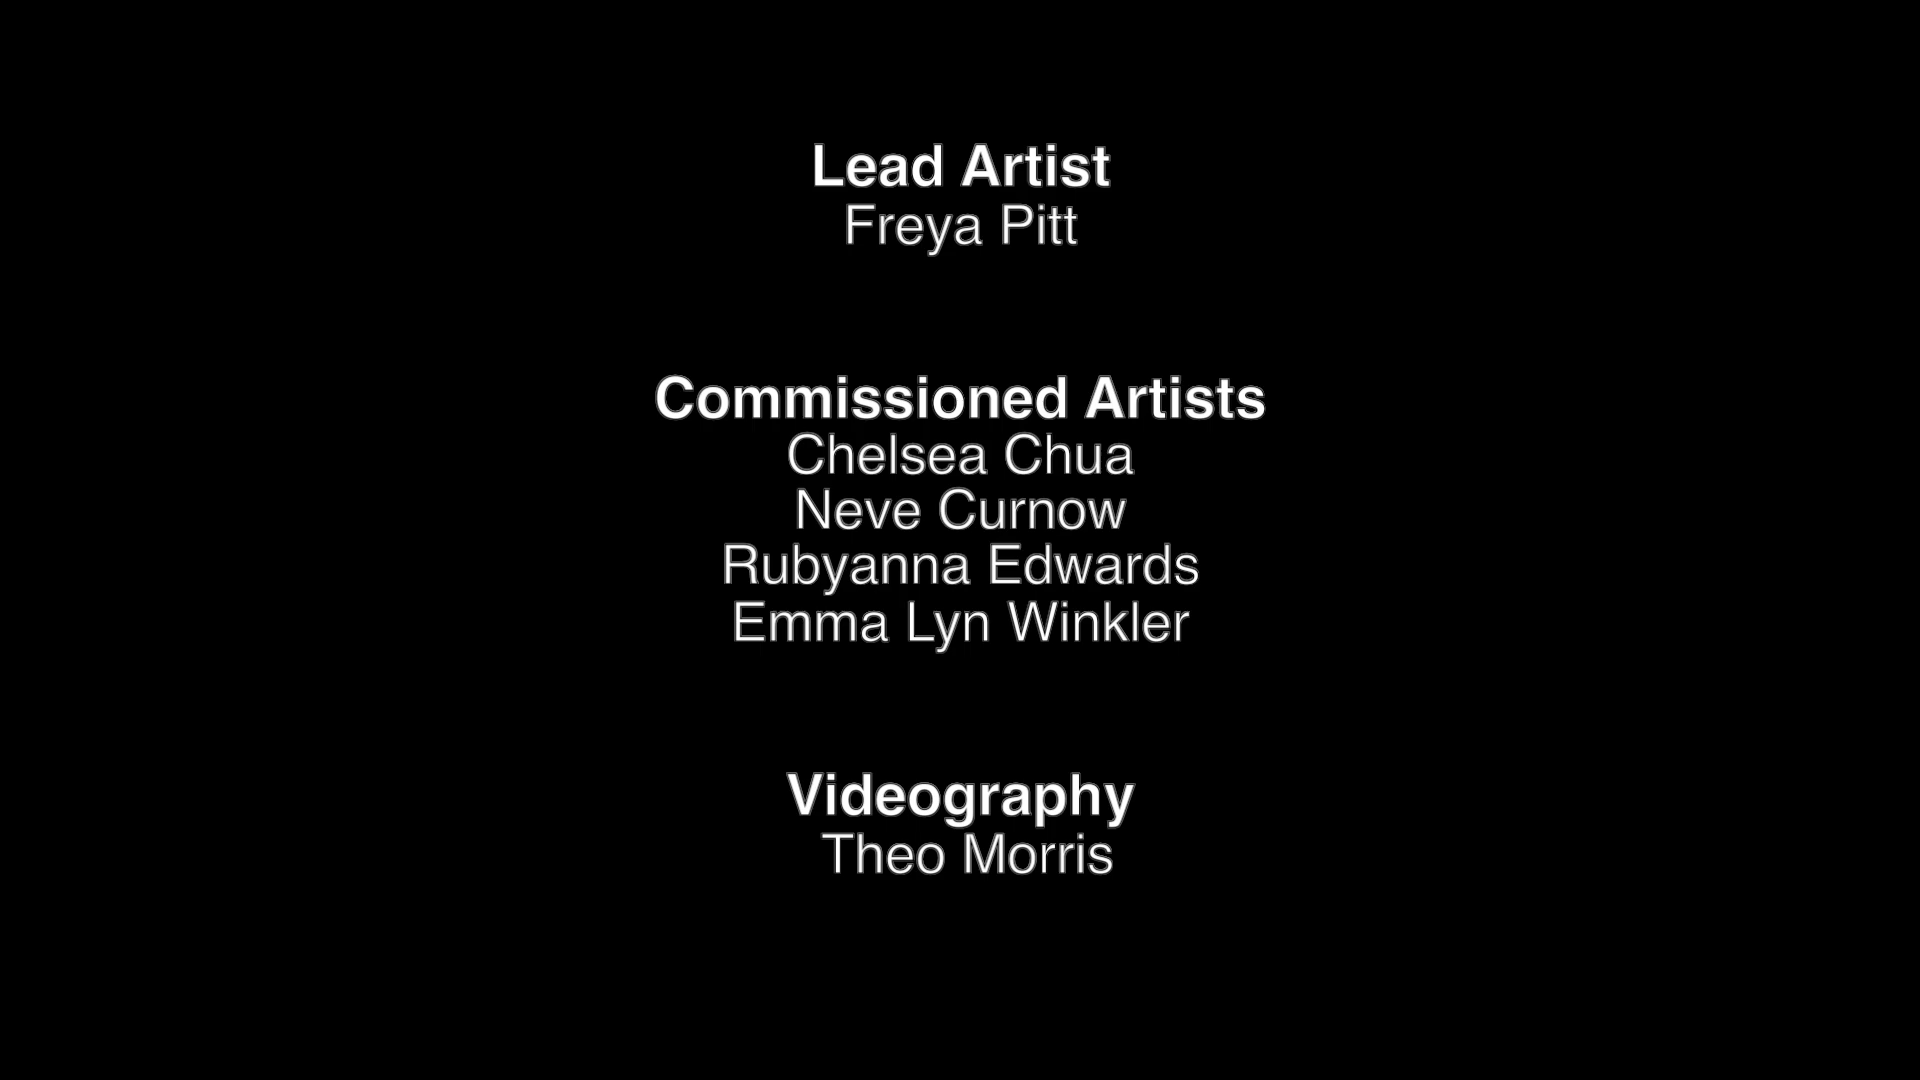 Lead Artist
Freya Pitt
Commissioned Artists
Chelsea Chua
Neve Curnow
Rubyanna Edwards
Emma Lyn Winkler
Videography
Theo Morris